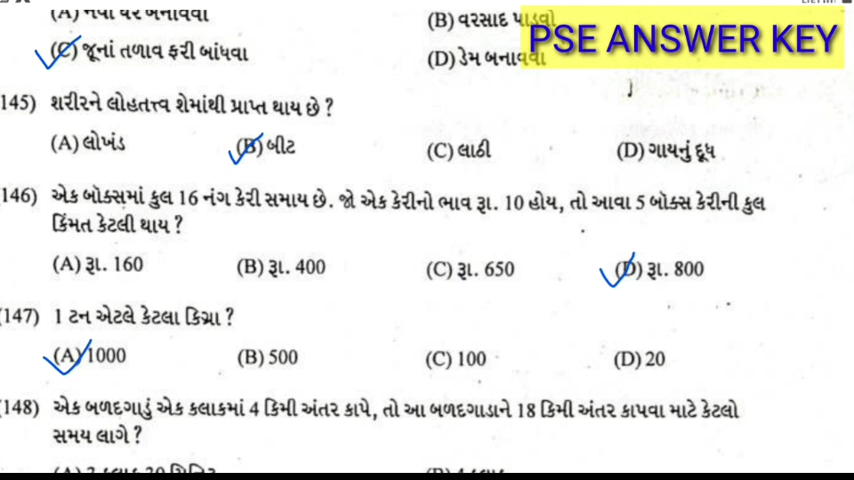 (B) વરસાદ પાડવો
PSE ANSWER KEY
(C) જૂનાં તળાવ ફરી બાંધવા
(D) ડેમ બનાવવા
145) શરીરને લોહતત્ત્વ શેમાંથી પ્રાપ્ત થાય છે ?
(A) લોખંડ (B) બીટ (C) લાઠી (D) ગાયનું દૂધ
146) એક બૉક્સમાં કુલ 16 નંગ કેરી સમાય છે. જો એક કેરીનો ભાવ રૂા. 10 હોય, તો આવા 5 બૉક્સ કેરીની કુલ
કિંમત કેટલી થાય ?
(A) રૂા. 160 (B) રૂા. 400 (C) રૂા. 650 (D) રૂા. 800
(147) 1 ટન એટલે કેટલા કિગ્રા ?
(A) 1000 (B) 500 (C) 100 (D) 20
(148) એક બળદગાડું એક કલાકમાં 4 કિમી અંતર કાપે, તો આ બળદગાડાને 18 કિમી અંતર કાપવા માટે કેટલો
સમય લાગે ?